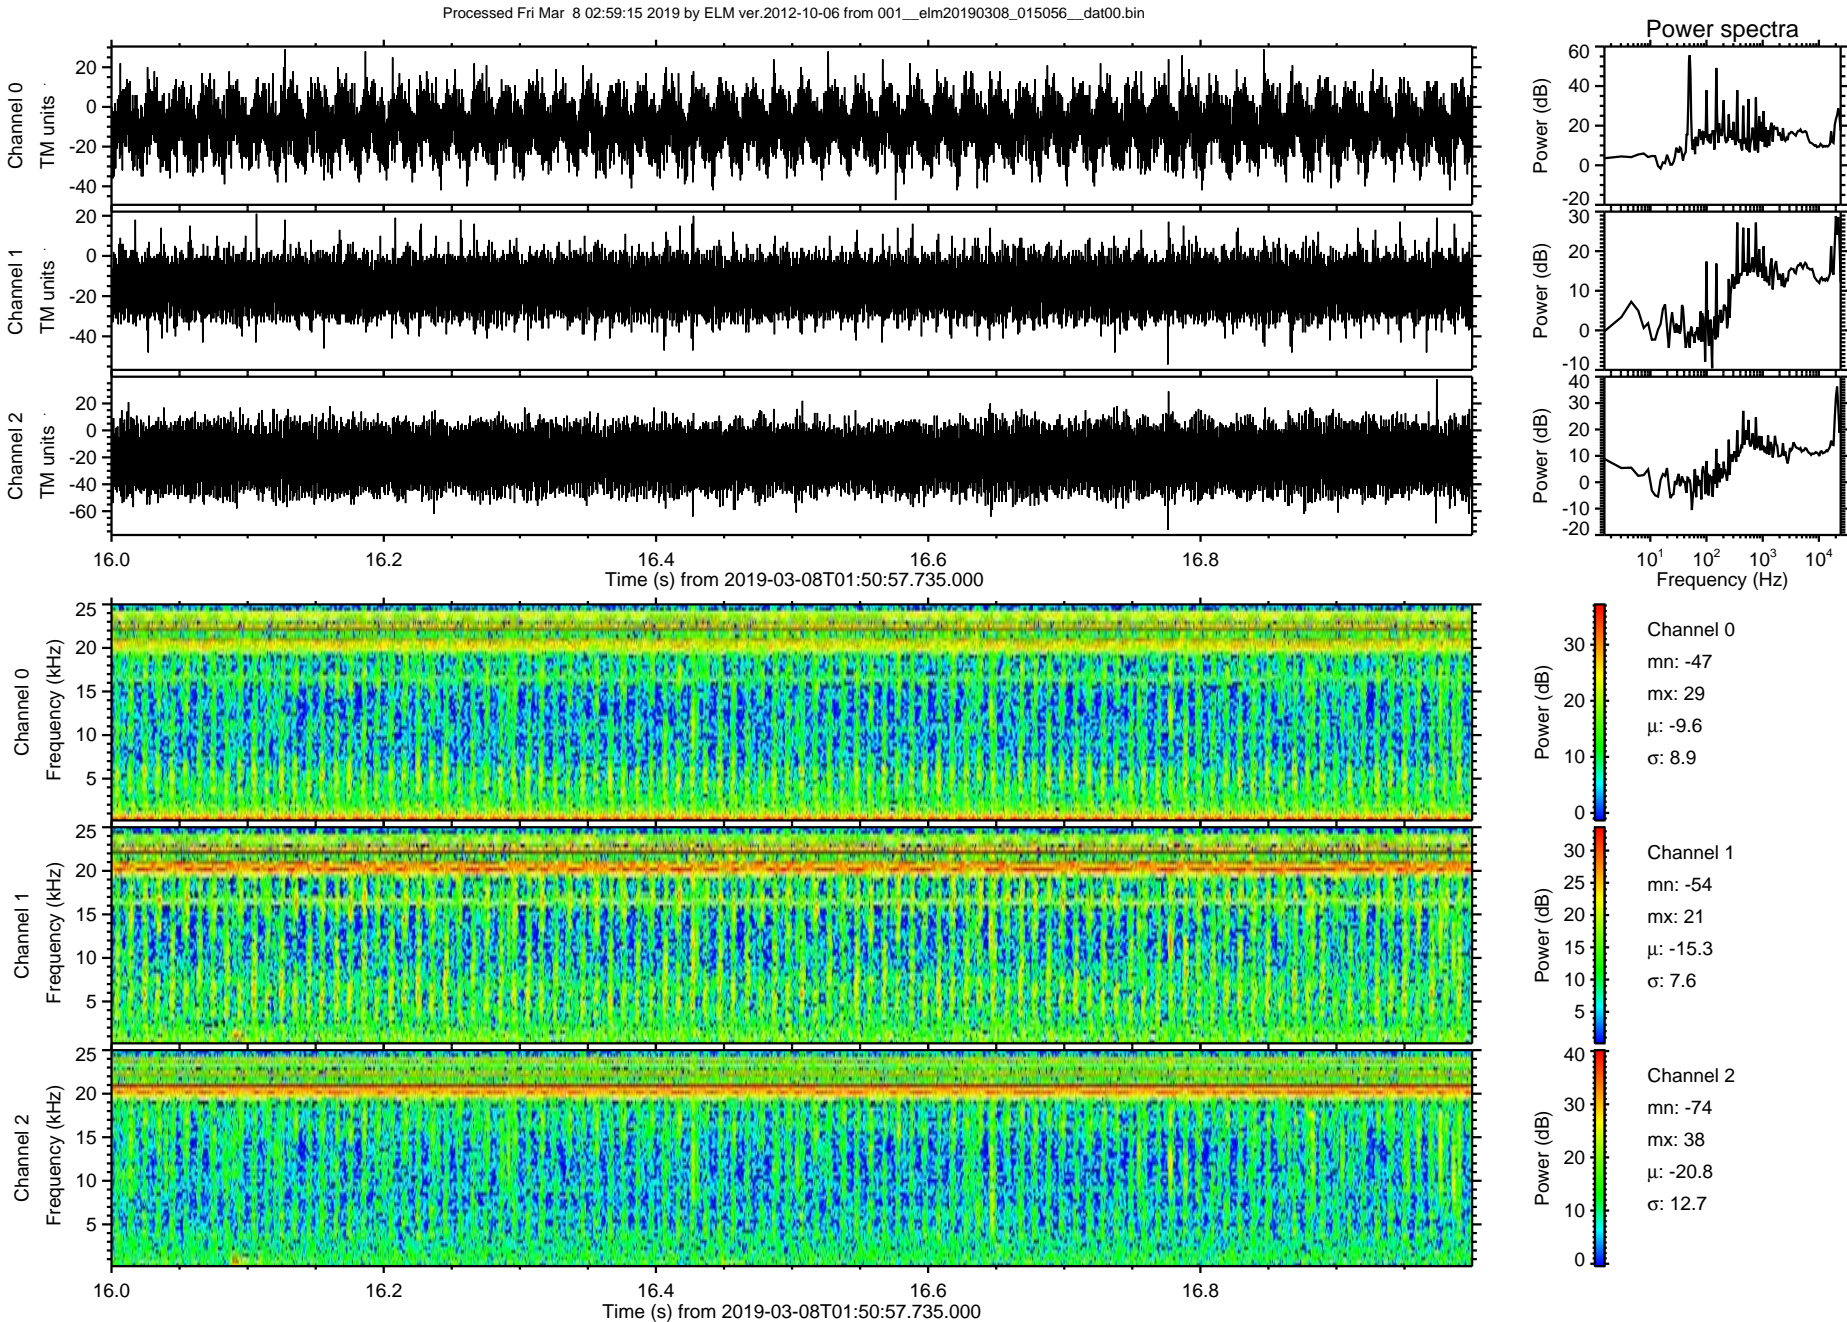 Processed Fri Mar  8 02:59:15 2019 by ELM ver.2012-10-06 from 001__elm20190308_015056__dat00.bin
Power spectra
Channel 0
TM units
20
0
-20
-40
Power (dB)
60
40
20
0
-20
Channel 1
TM units
20
0
-20
-40
Power (dB)
30
20
10
0
-10
Channel 2
TM units
20
0
-20
-40
-60
Power (dB)
40
30
20
10
0
-10
-20
16.0 16.2 16.4 16.6 16.8
Time (s) from 2019-03-08T01:50:57.735.000
10¹ 10² 10³ 10⁴
Frequency (Hz)
Channel 0
Frequency (kHz)
25
20
15
10
5
Power (dB)
30
20
10
0
Channel 0
mn: -47
mx: 29
µ: -9.6
σ: 8.9
Channel 1
Frequency (kHz)
25
20
15
10
5
Power (dB)
30
25
20
15
10
5
Channel 1
mn: -54
mx: 21
µ: -15.3
σ: 7.6
Channel 2
Frequency (kHz)
25
20
15
10
5
Power (dB)
40
30
20
10
0
Channel 2
mn: -74
mx: 38
µ: -20.8
σ: 12.7
16.0 16.2 16.4 16.6 16.8
Time (s) from 2019-03-08T01:50:57.735.000